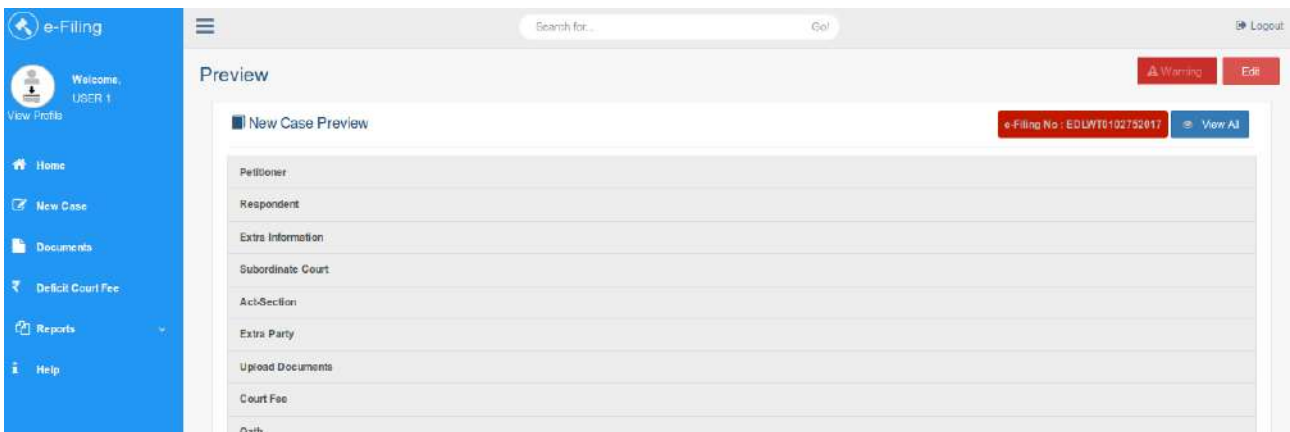 e-Filing
Search for...
Go!
Logout
Welcome,
USER 1
View Profile
Preview
Warning
Edit
New Case Preview
e-Filing No : EDLWT0102752017
View All
Home
New Case
Documents
₹ Deficit Court Fee
Reports
Help
Petitioner
Respondent
Extra Information
Subordinate Court
Act-Section
Extra Party
Upload Documents
Court Fee
Oath